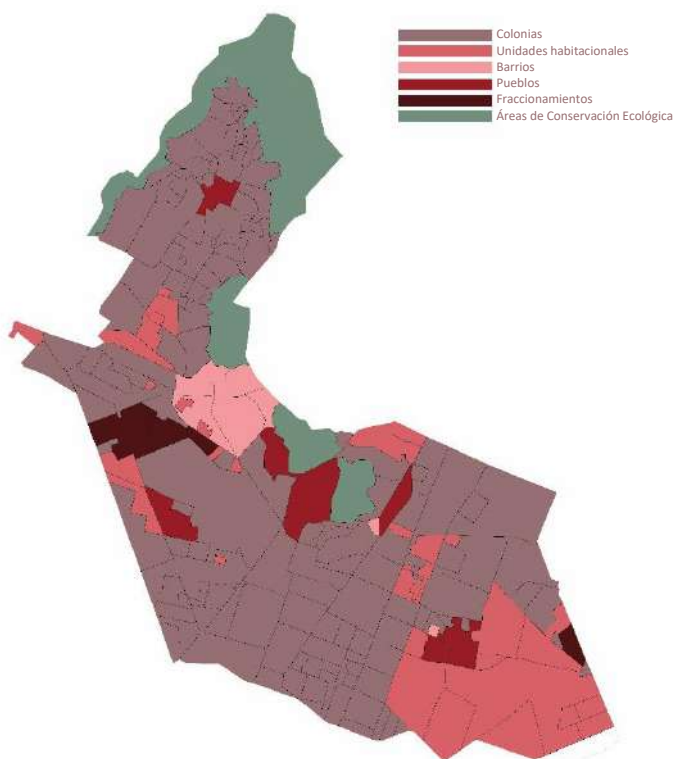 Colonias
Unidades habitacionales
Barrios
Pueblos
Fraccionamientos
Áreas de Conservación Ecológica